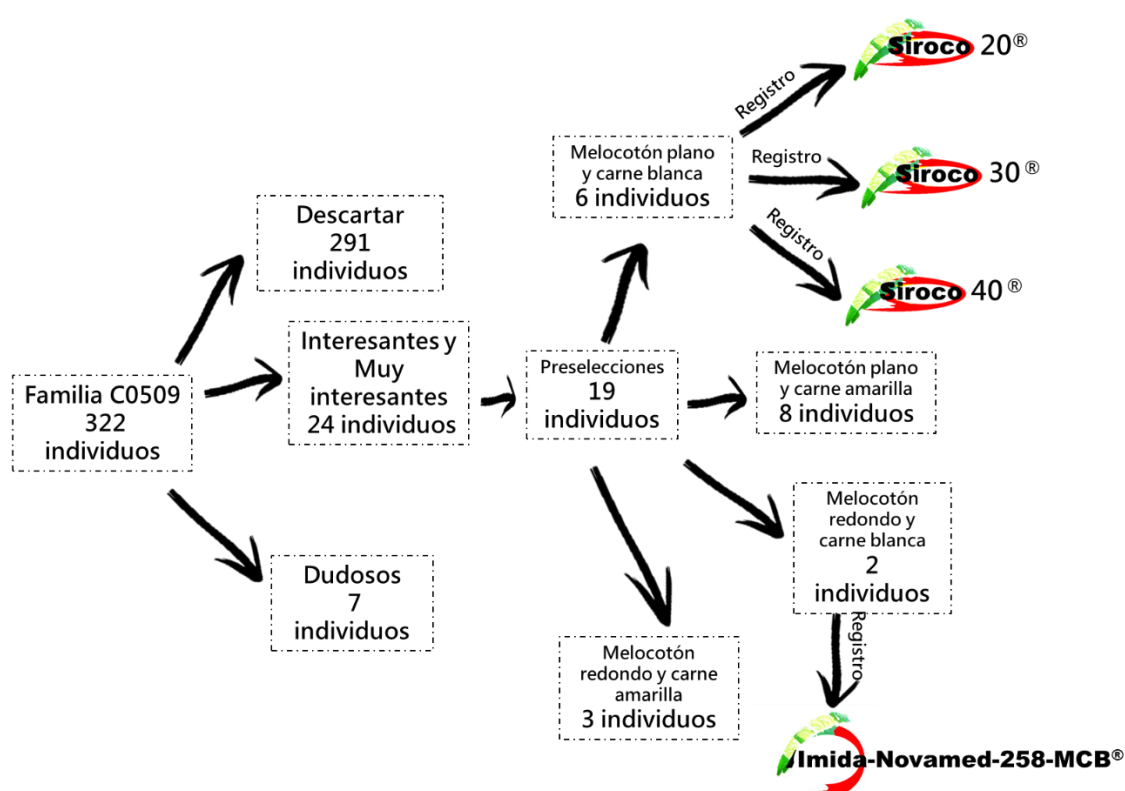 Familia C0509
322
individuos
Descartar
291
individuos
Interesantes y
Muy
interesantes
24 individuos
Dudosos
7
individuos
Preselecciones
19
individuos
Melocotón plano
y carne blanca
6 individuos
Registro
Siroco 20®
Registro
Siroco 30®
Registro
Siroco 40®
Melocotón plano
y carne amarilla
8 individuos
Melocotón
redondo y
carne blanca
2
individuos
Registro
Imida-Novamed-258-MCB®
Melocotón
redondo y carne
amarilla
3 individuos